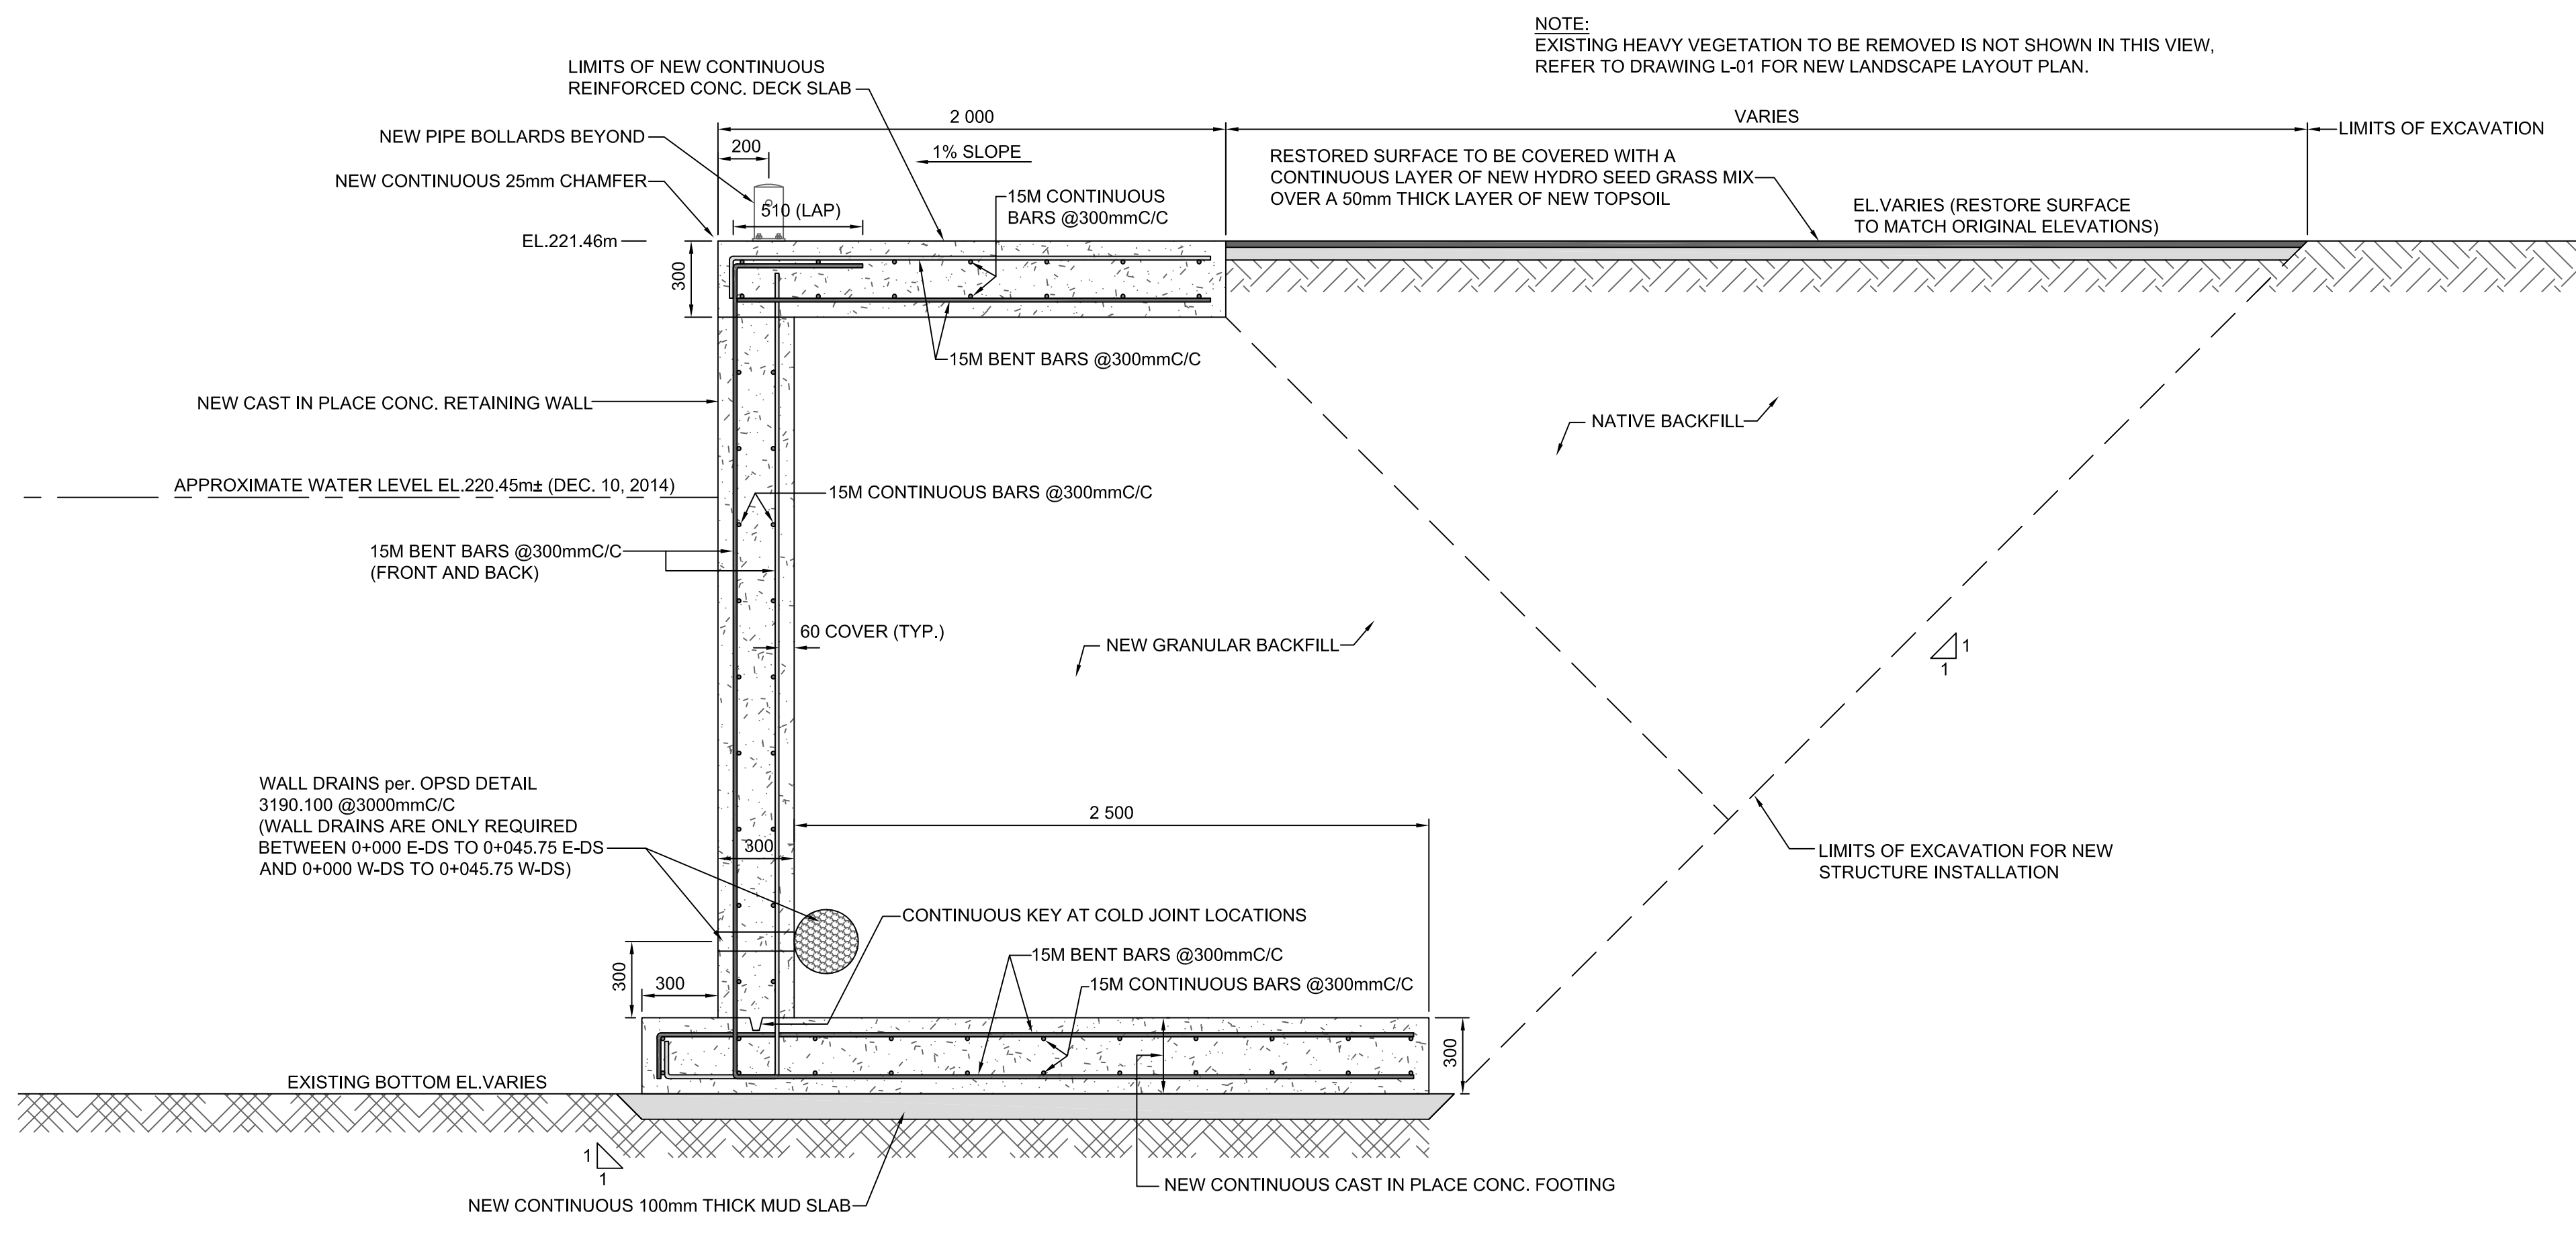 NOTE:
EXISTING HEAVY VEGETATION TO BE REMOVED IS NOT SHOWN IN THIS VIEW,
REFER TO DRAWING L-01 FOR NEW LANDSCAPE LAYOUT PLAN.
LIMITS OF NEW CONTINUOUS
REINFORCED CONC. DECK SLAB
2 000
VARIES
LIMITS OF EXCAVATION
NEW PIPE BOLLARDS BEYOND
200
1% SLOPE
RESTORED SURFACE TO BE COVERED WITH A
CONTINUOUS LAYER OF NEW HYDRO SEED GRASS MIX
OVER A 50mm THICK LAYER OF NEW TOPSOIL
NEW CONTINUOUS 25mm CHAMFER
15M CONTINUOUS
BARS @300mmC/C
510 (LAP)
EL.VARIES (RESTORE SURFACE
TO MATCH ORIGINAL ELEVATIONS)
EL.221.46m
300
15M BENT BARS @300mmC/C
NEW CAST IN PLACE CONC. RETAINING WALL
NATIVE BACKFILL
APPROXIMATE WATER LEVEL EL.220.45m± (DEC. 10, 2014)
15M CONTINUOUS BARS @300mmC/C
15M BENT BARS @300mmC/C
(FRONT AND BACK)
60 COVER (TYP.)
NEW GRANULAR BACKFILL
1
1
WALL DRAINS per. OPSD DETAIL
3190.100 @3000mmC/C
(WALL DRAINS ARE ONLY REQUIRED
BETWEEN 0+000 E-DS TO 0+045.75 E-DS
AND 0+000 W-DS TO 0+045.75 W-DS)
2 500
300
LIMITS OF EXCAVATION FOR NEW
STRUCTURE INSTALLATION
CONTINUOUS KEY AT COLD JOINT LOCATIONS
15M BENT BARS @300mmC/C
300
300
15M CONTINUOUS BARS @300mmC/C
300
EXISTING BOTTOM EL.VARIES
1
1
NEW CONTINUOUS CAST IN PLACE CONC. FOOTING
NEW CONTINUOUS 100mm THICK MUD SLAB